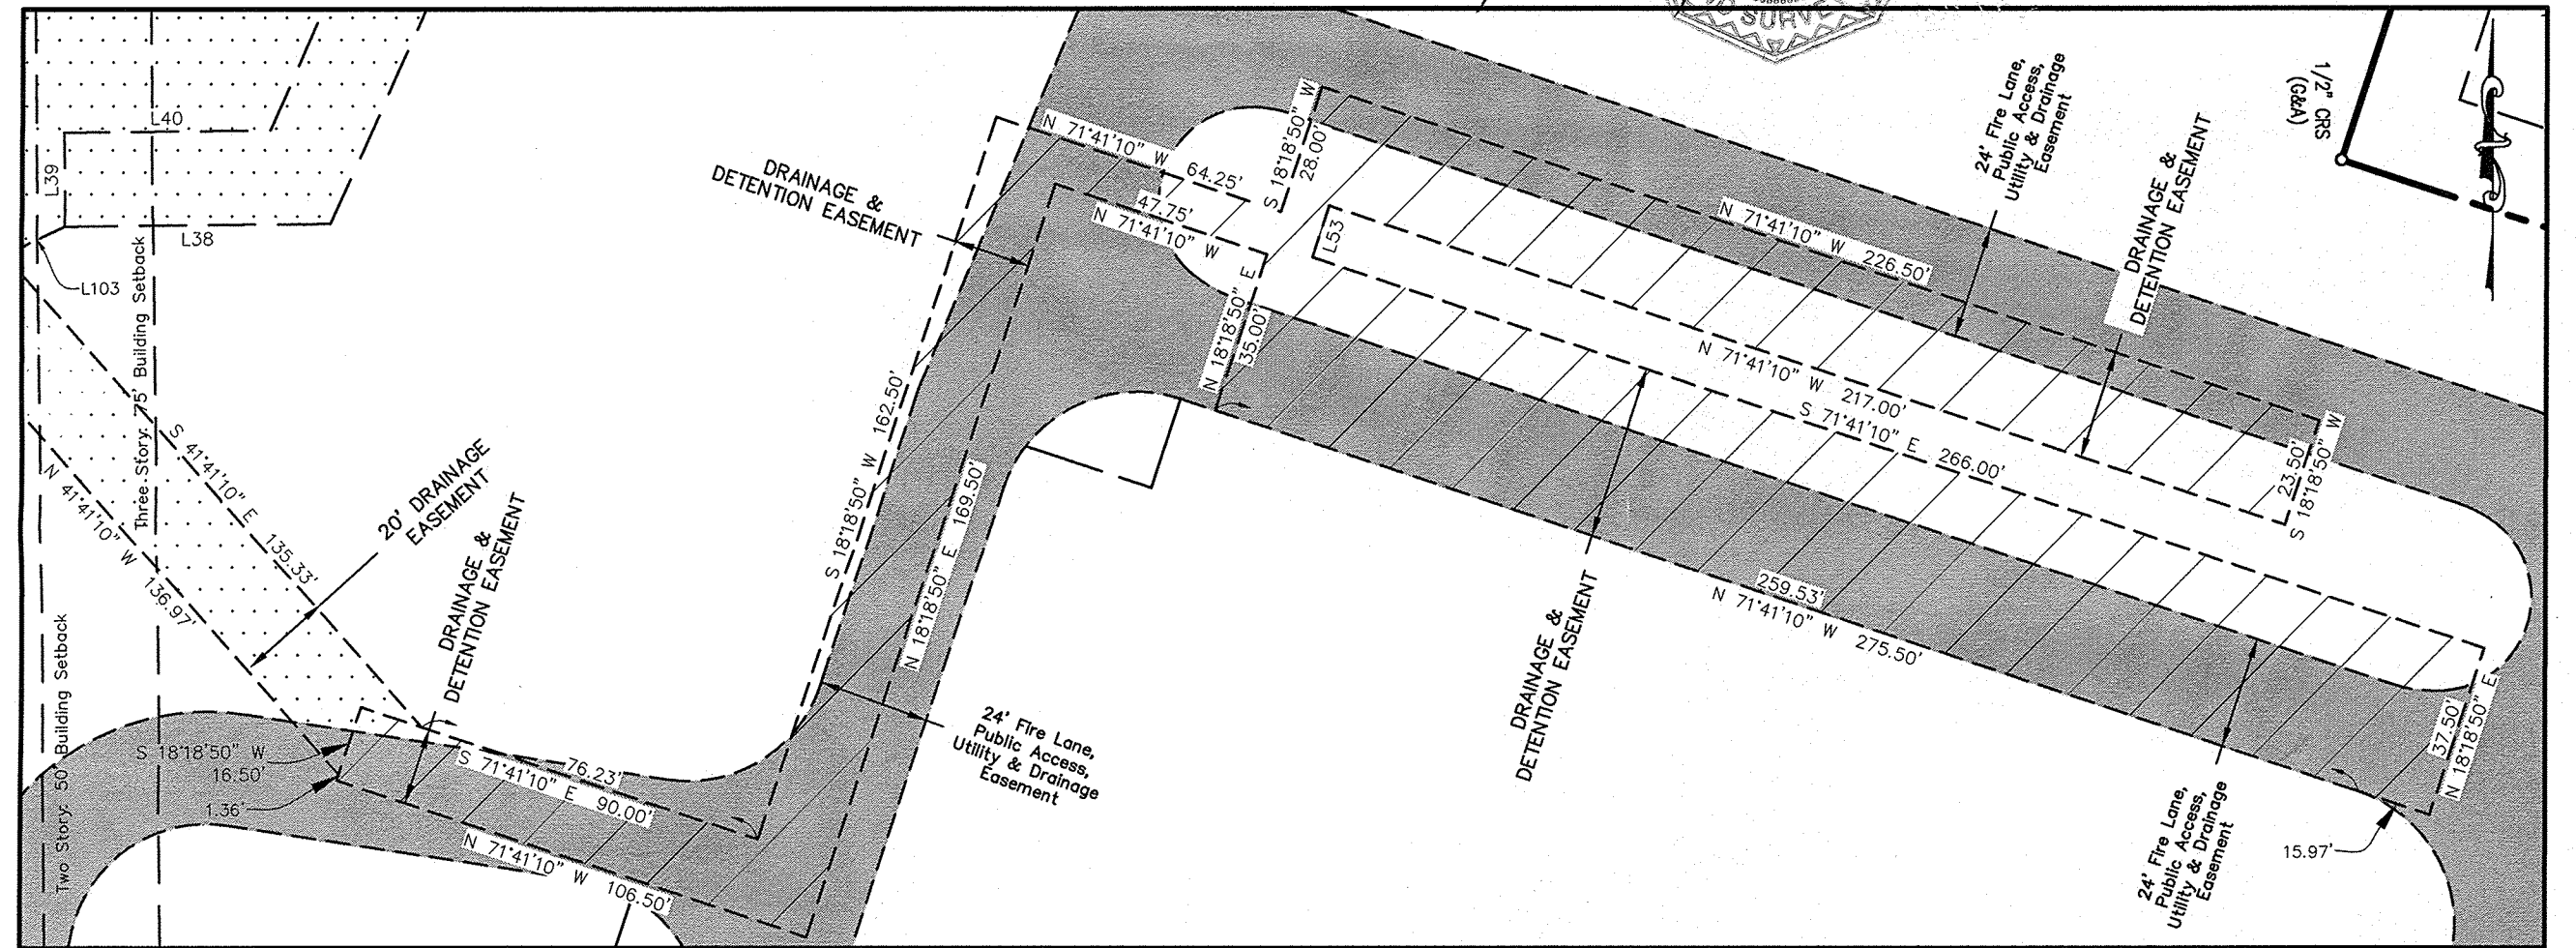 SURVE
L40
L39
L38
L103
Three Story: 75' Building Setback
Two Story: 50' Building Setback
S 41°41'10" E 135.33'
N 41°41'10" W 136.97'
20' DRAINAGE
EASEMENT
DRAINAGE &
DETENTION EASEMENT
S 18°18'50" W
16.50'
1.36'
S 71°41'10" E 90.00'
76.23'
N 71°41'10" W 106.50'
DRAINAGE &
DETENTION EASEMENT
S 18°18'50" W 162.50'
N 18°18'50" E 169.50'
24' Fire Lane,
Public Access,
Utility & Drainage
Easement
N 71°41'10" W 64.25'
47.75'
N 71°41'10" W
S 18°18'50" W
28.00'
N 18°18'50" E
35.00'
L53
N 71°41'10" W 226.50'
N 71°41'10" W 217.00'
S 71°41'10" E 266.00'
259.53'
N 71°41'10" W 275.50'
DRAINAGE &
DETENTION EASEMENT
24' Fire Lane,
Public Access,
Utility & Drainage
Easement
DRAINAGE &
DETENTION EASEMENT
1/2" CRS
(G&A)
23.50'
S 18°18'50" W
37.50'
N 18°18'50" E
24' Fire Lane,
Public Access,
Utility & Drainage
Easement
15.97'